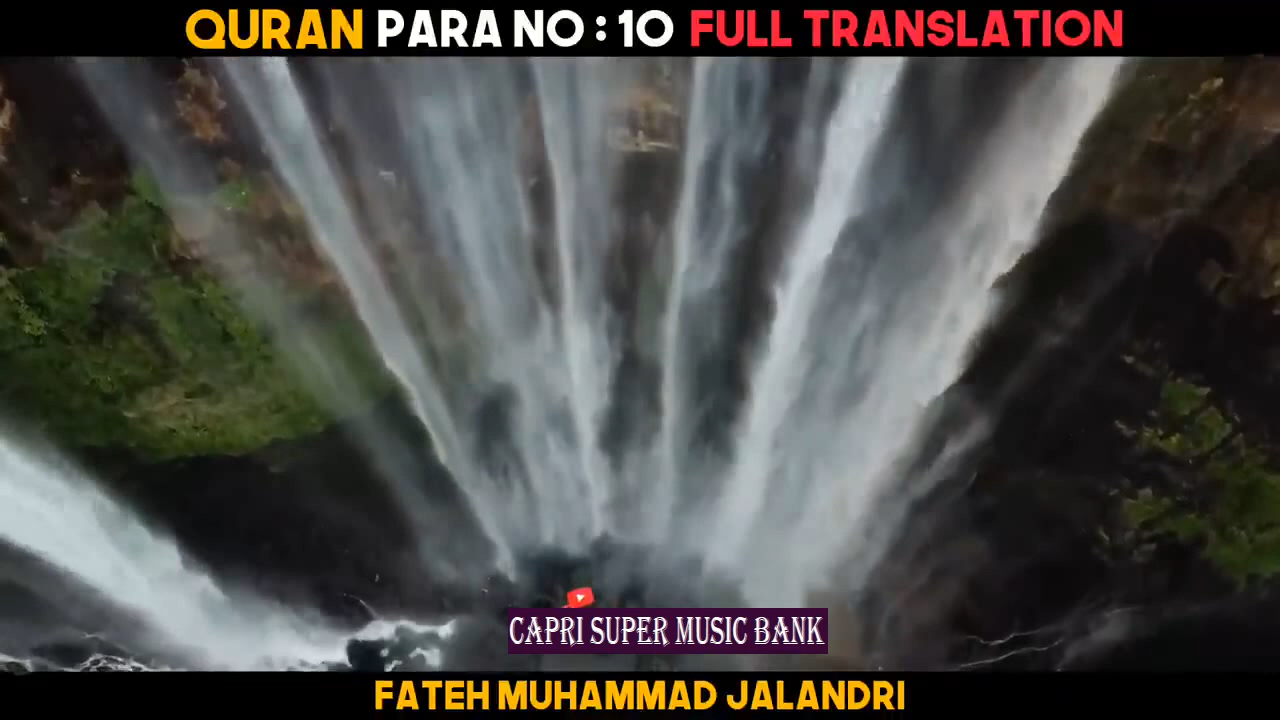 QURAN PARA NO : 10 FULL TRANSLATION
CAPRI SUPER MUSIC BANK
FATEH MUHAMMAD JALANDRI